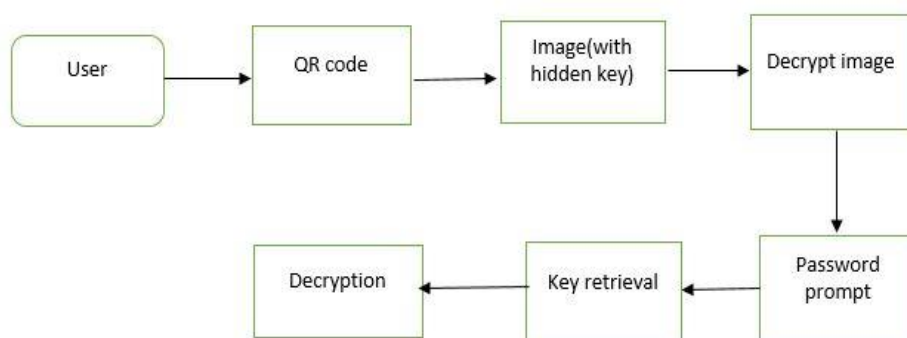 User
QR code
Image(with
hidden key)
Decrypt image
Password
prompt
Key retrieval
Decryption